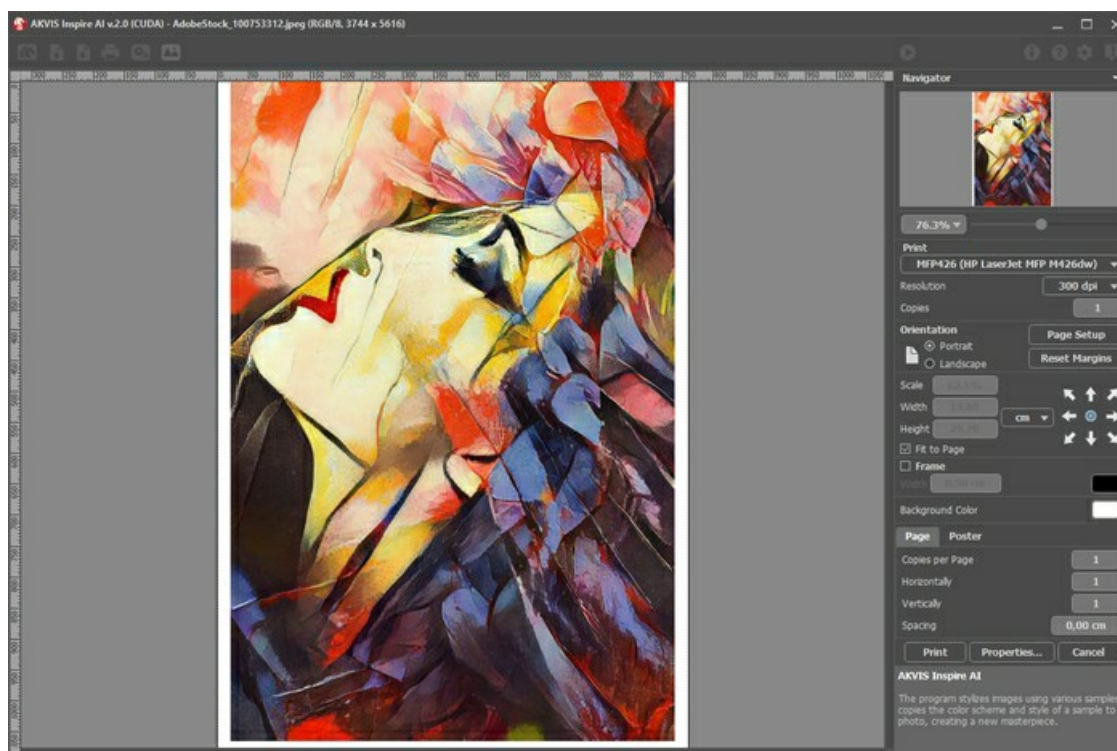 AKVIS Inspire AI v.2.0 (CUDA) - AdobeStock_100753312.jpeg (RGB/8, 3744 x 5616)
Navigator
76.3%
Print
MFP426 (HP LaserJet MFP M426dw)
Resolution 300 dpi
Copies 1
Orientation Page Setup
Portrait
Landscape Reset Margins
Scale
Width
cm
Height
Fit to Page
Frame
Width
Background Color
Page Poster
Copies per Page 1
Horizontally 1
Vertically 1
Spacing 0,00 cm
Print Properties... Cancel
AKVIS Inspire AI
The program stylizes images using various samples
copies the color scheme and style of a sample to
photo, creating a new masterpiece.